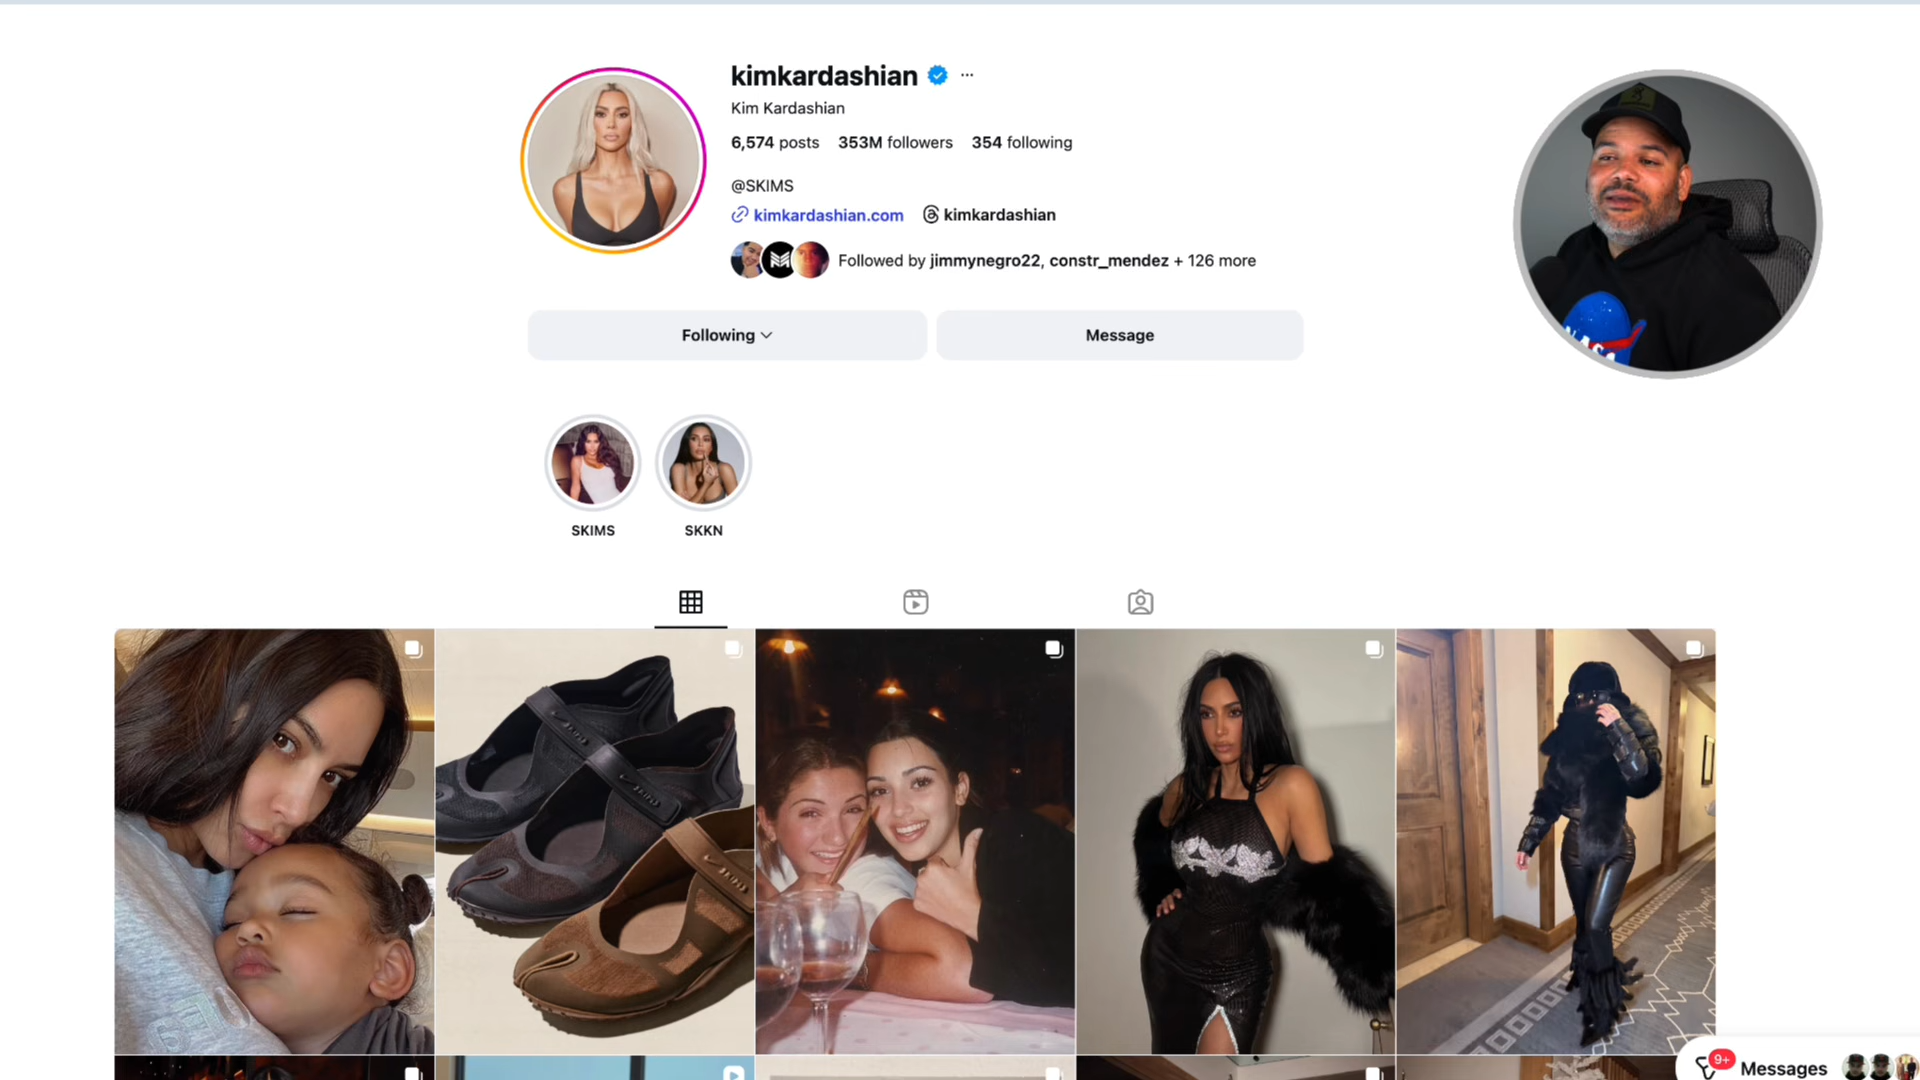 kimkardashian ...
Kim Kardashian
6,574 posts 353M followers 354 following
@SKIMS
kimkardashian.com kimkardashian
Followed by jimmynegro22, constr_mendez + 126 more
Following Message
SKIMS SKKN
NASA
9+ Messages